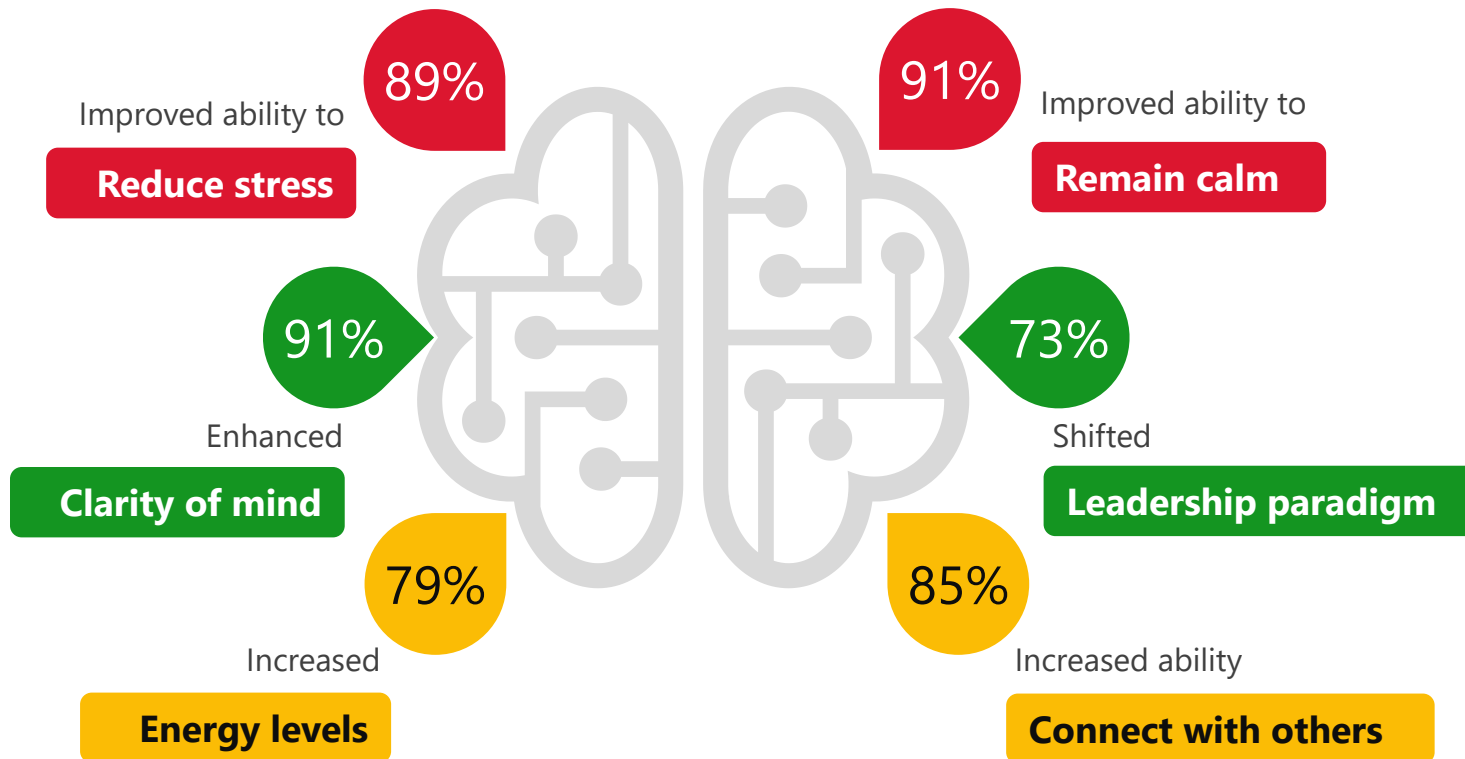 89%
Improved ability to
Reduce stress
91%
Improved ability to
Remain calm
91%
Enhanced
Clarity of mind
73%
Shifted
Leadership paradigm
79%
Increased
Energy levels
85%
Increased ability
Connect with others